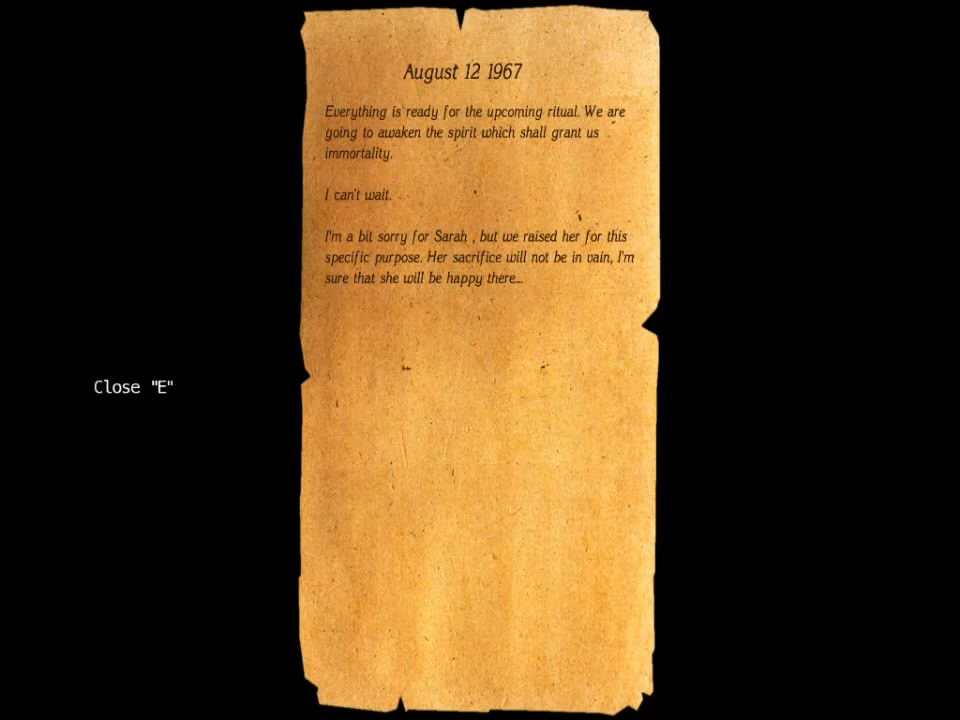 August 12 1967
Everything is ready for the upcoming ritual. We are
going to awaken the spirit which shall grant us
immortality.
I can't wait.
I'm a bit sorry for Sarah , but we raised her for this
specific purpose. Her sacrifice will not be in vain, I'm
sure that she will be happy there...
Close "E"